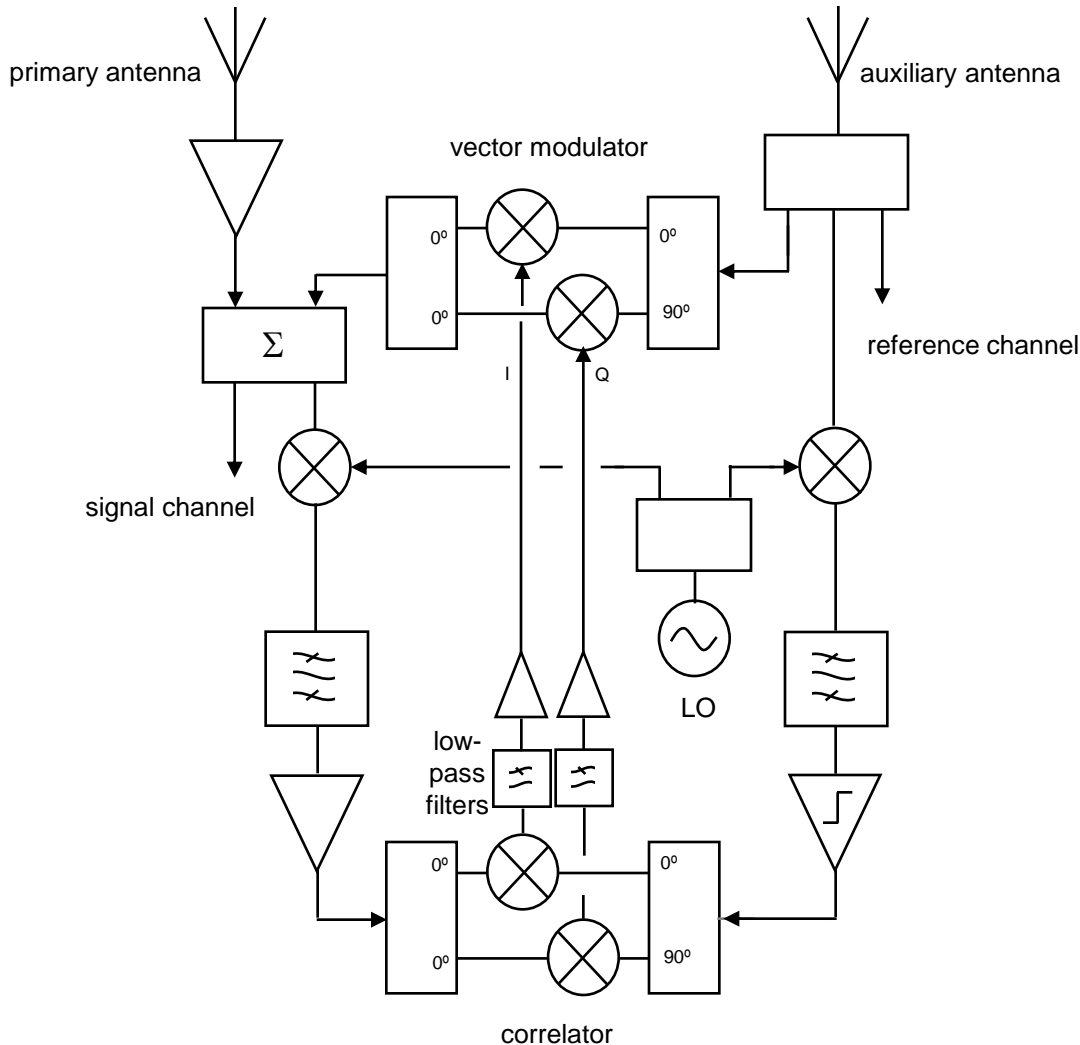 primary antenna
auxiliary antenna
vector modulator
0º
0º
0º
90º
Σ
reference channel
I
Q
signal channel
LO
low-
pass
filters
0º
0º
0º
90º
correlator